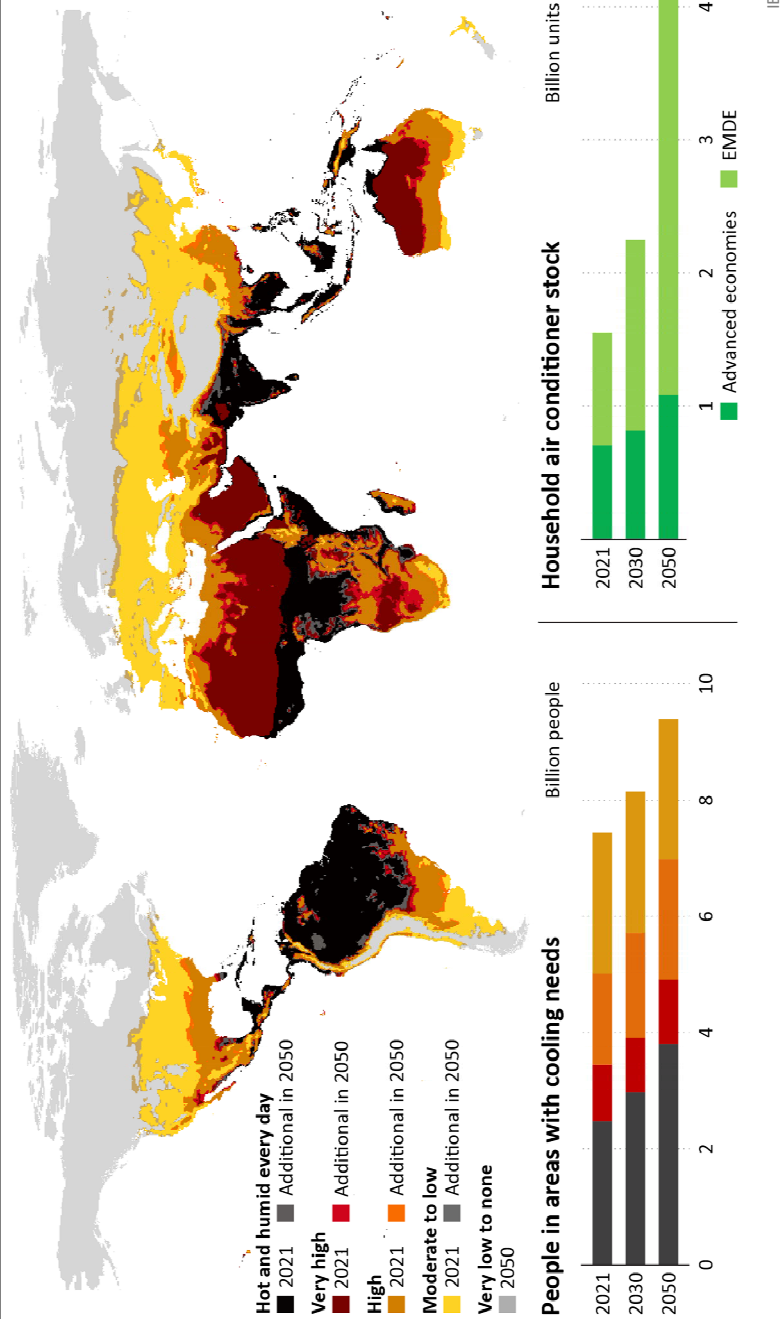 Hot and humid every day
2021 Additional in 2050
Very high
2021 Additional in 2050
High
2021 Additional in 2050
Moderate to low
2021 Additional in 2050
Very low to none
2050
People in areas with cooling needs
Billion people
2021
2030
2050
0 2 4 6 8 10
Household air conditioner stock
Billion units
2021
2030
2050
1 2 3 4
Advanced economies EMDE